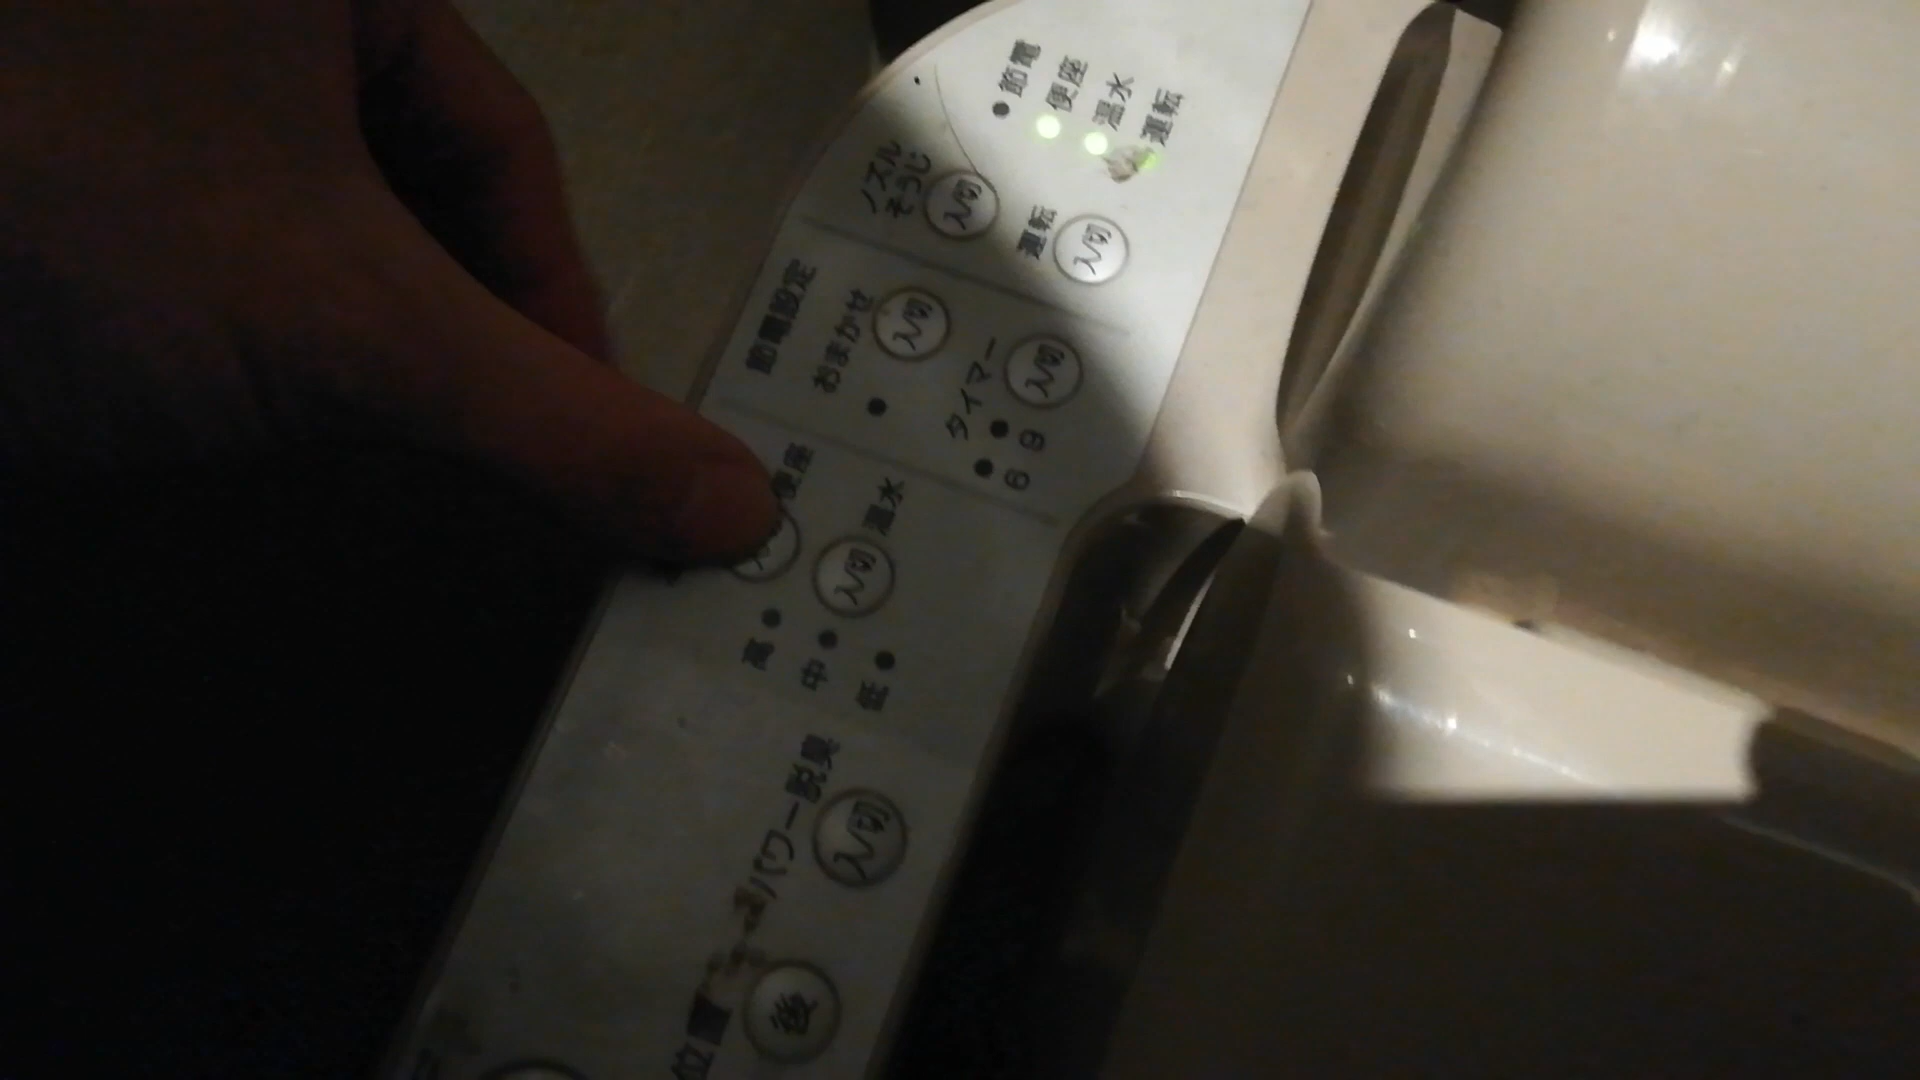 節電
便座
温水
運転
ノズル
そうじ
入/切
運転
入/切
節電設定
おまかせ
入/切
タイマー
入/切
6 9
便座
温水
入/切
高
中
低
パワー脱臭
入/切
位置
後